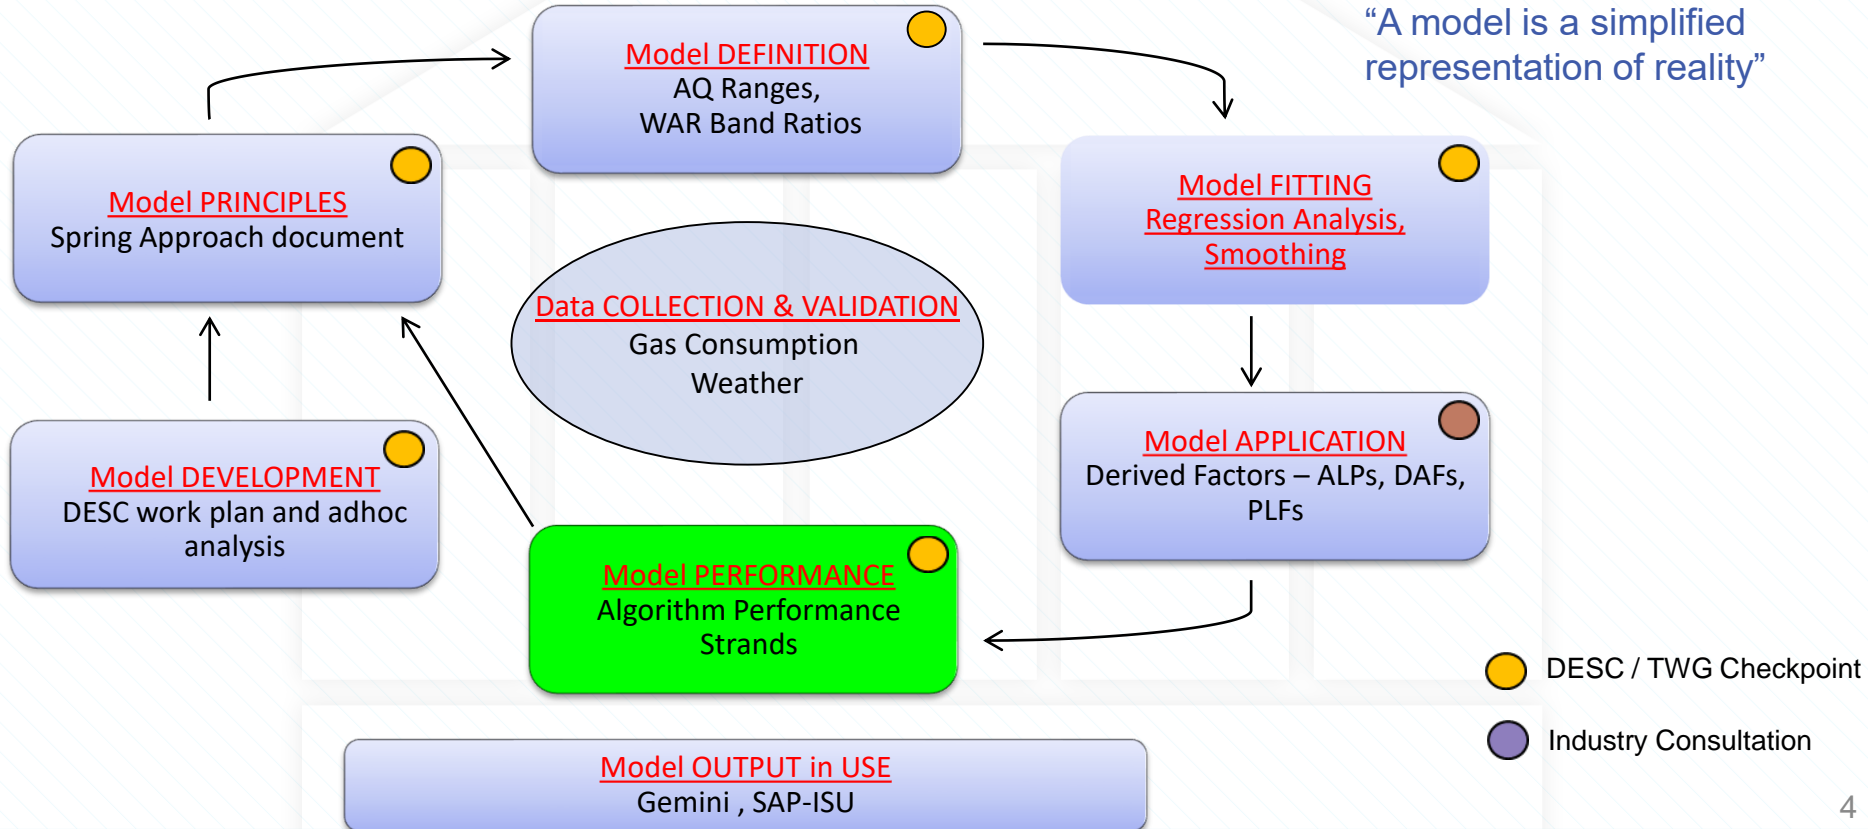 “A model is a simplified
representation of reality”
Model DEFINITION
AQ Ranges,
WAR Band Ratios
Model PRINCIPLES
Spring Approach document
Model FITTING
Regression Analysis,
Smoothing
Data COLLECTION & VALIDATION
Gas Consumption
Weather
Model DEVELOPMENT
DESC work plan and adhoc
analysis
Model APPLICATION
Derived Factors – ALPs, DAFs,
PLFs
Model PERFORMANCE
Algorithm Performance
Strands
DESC / TWG Checkpoint
Industry Consultation
Model OUTPUT in USE
Gemini , SAP-ISU
4